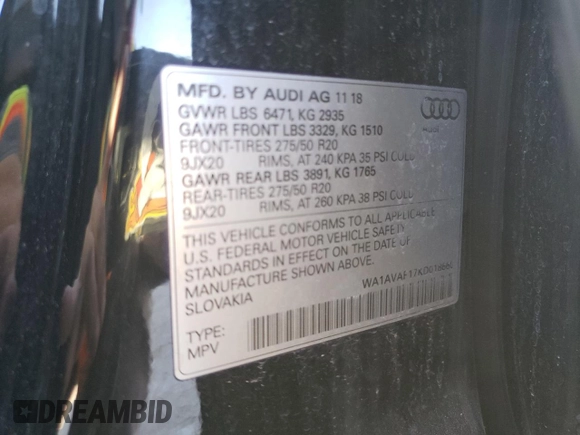 MFD. BY AUDI AG 11 18
GVWR LBS 6471, KG 2935
GAWR FRONT LBS 3329, KG 1510
FRONT-TIRES 275/50 R20
9JX20 RIMS, AT 240 KPA 35 PSI COLD
GAWR REAR LBS 3891, KG 1765
REAR-TIRES 275/50 R20
9JX20 RIMS, AT 260 KPA 38 PSI COLD
THIS VEHICLE CONFORMS TO ALL APPLICABLE
U.S. FEDERAL MOTOR VEHICLE SAFETY
STANDARDS IN EFFECT ON THE DATE OF
MANUFACTURE SHOWN ABOVE.
SLOVAKIA
TYPE:
MPV
DREAMBID